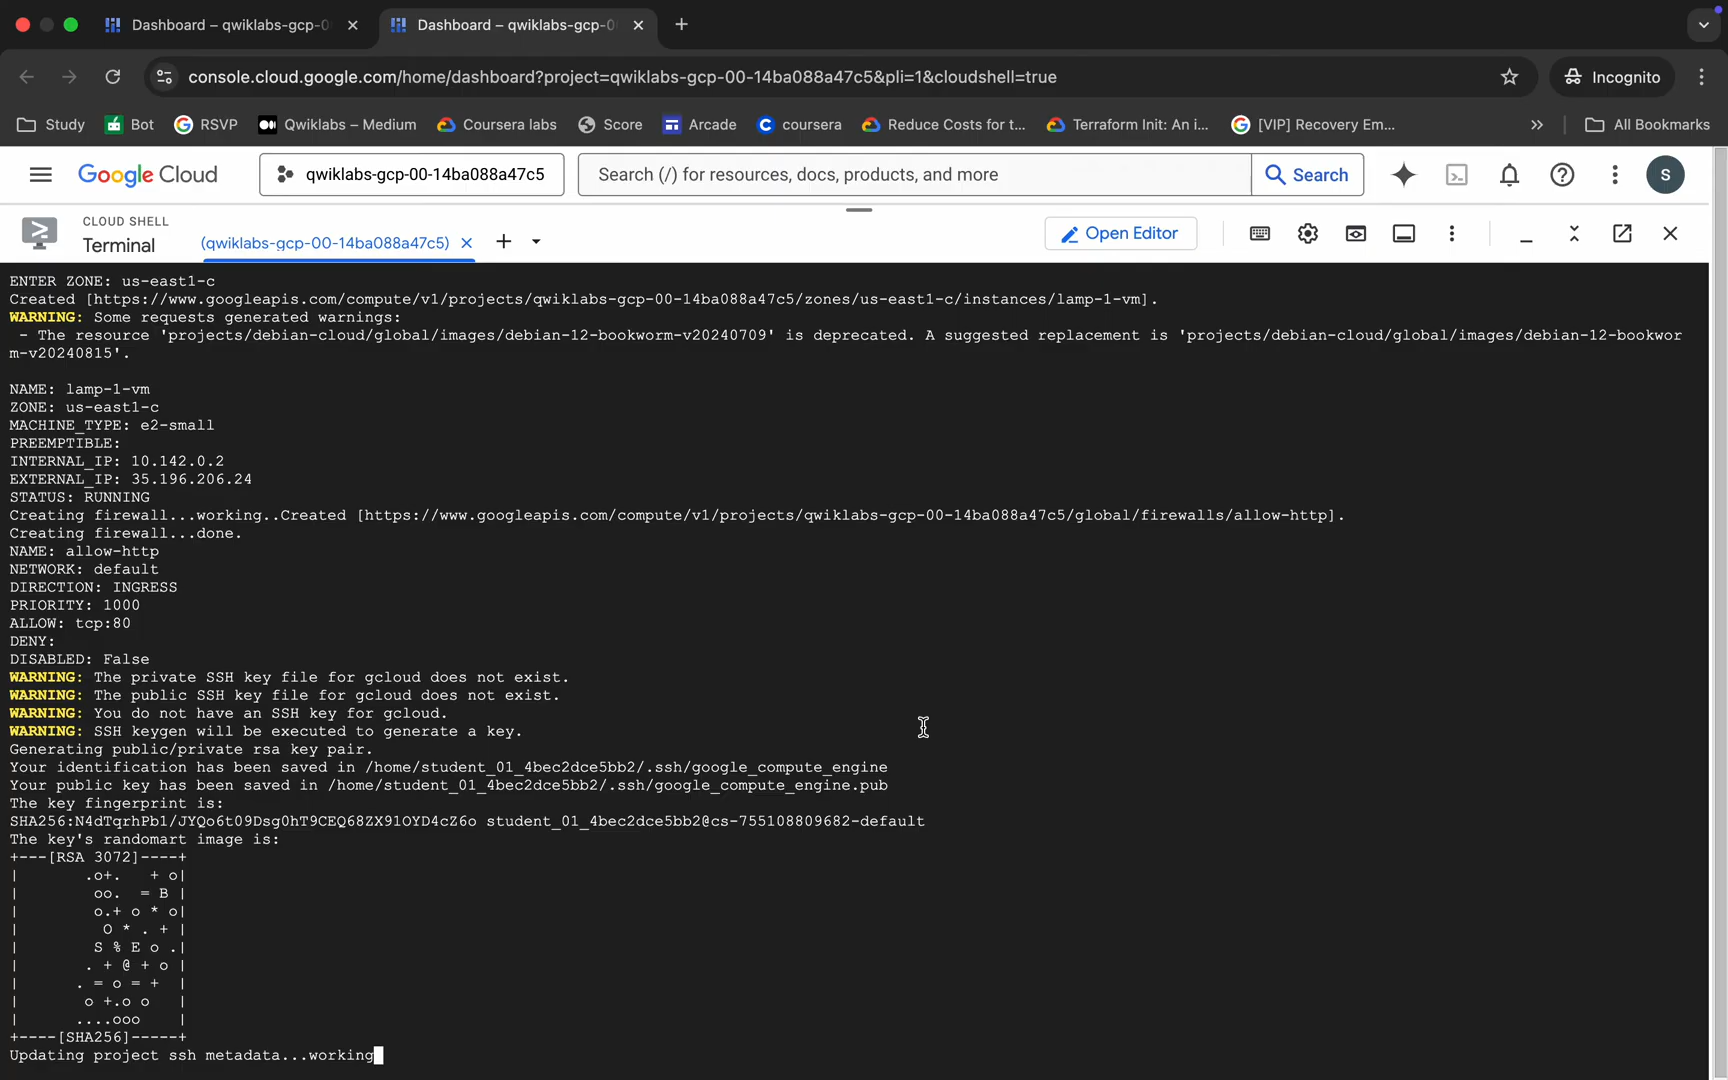 Dashboard – qwiklabs-gcp-0
Dashboard – qwiklabs-gcp-0
console.cloud.google.com/home/dashboard?project=qwiklabs-gcp-00-14ba088a47c5&pli=1&cloudshell=true
Incognito
Study Bot RSVP Qwiklabs – Medium Coursera labs Score Arcade coursera Reduce Costs for t... Terraform Init: An i... [VIP] Recovery Em... » All Bookmarks
Google Cloud qwiklabs-gcp-00-14ba088a47c5 Search (/) for resources, docs, products, and more Search S
CLOUD SHELL
Terminal (qwiklabs-gcp-00-14ba088a47c5) Open Editor
ENTER ZONE: us-east1-c
Created [https://www.googleapis.com/compute/v1/projects/qwiklabs-gcp-00-14ba088a47c5/zones/us-east1-c/instances/lamp-1-vm].
WARNING: Some requests generated warnings:
 - The resource 'projects/debian-cloud/global/images/debian-12-bookworm-v20240709' is deprecated. A suggested replacement is 'projects/debian-cloud/global/images/debian-12-bookwor
m-v20240815'.
NAME: lamp-1-vm
ZONE: us-east1-c
MACHINE_TYPE: e2-small
PREEMPTIBLE:
INTERNAL_IP: 10.142.0.2
EXTERNAL_IP: 35.196.206.24
STATUS: RUNNING
Creating firewall...working..Created [https://www.googleapis.com/compute/v1/projects/qwiklabs-gcp-00-14ba088a47c5/global/firewalls/allow-http].
Creating firewall...done.
NAME: allow-http
NETWORK: default
DIRECTION: INGRESS
PRIORITY: 1000
ALLOW: tcp:80
DENY:
DISABLED: False
WARNING: The private SSH key file for gcloud does not exist.
WARNING: The public SSH key file for gcloud does not exist.
WARNING: You do not have an SSH key for gcloud.
WARNING: SSH keygen will be executed to generate a key.
Generating public/private rsa key pair.
Your identification has been saved in /home/student_01_4bec2dce5bb2/.ssh/google_compute_engine
Your public key has been saved in /home/student_01_4bec2dce5bb2/.ssh/google_compute_engine.pub
The key fingerprint is:
SHA256:N4dTqrhPb1/JYQo6t09Dsg0hT9CEQ68ZX91OYD4cZ6o student_01_4bec2dce5bb2@cs-755108809682-default
The key's randomart image is:
+---[RSA 3072]----+
|       .o+.   + o|
|        oo.  = B |
|        o.+ o * o|
|         O * . + |
|        S % E o .|
|       . + @ + o |
|      . = o = +  |
|       o +.o o   |
|      ....ooo    |
+----[SHA256]-----+
Updating project ssh metadata...working